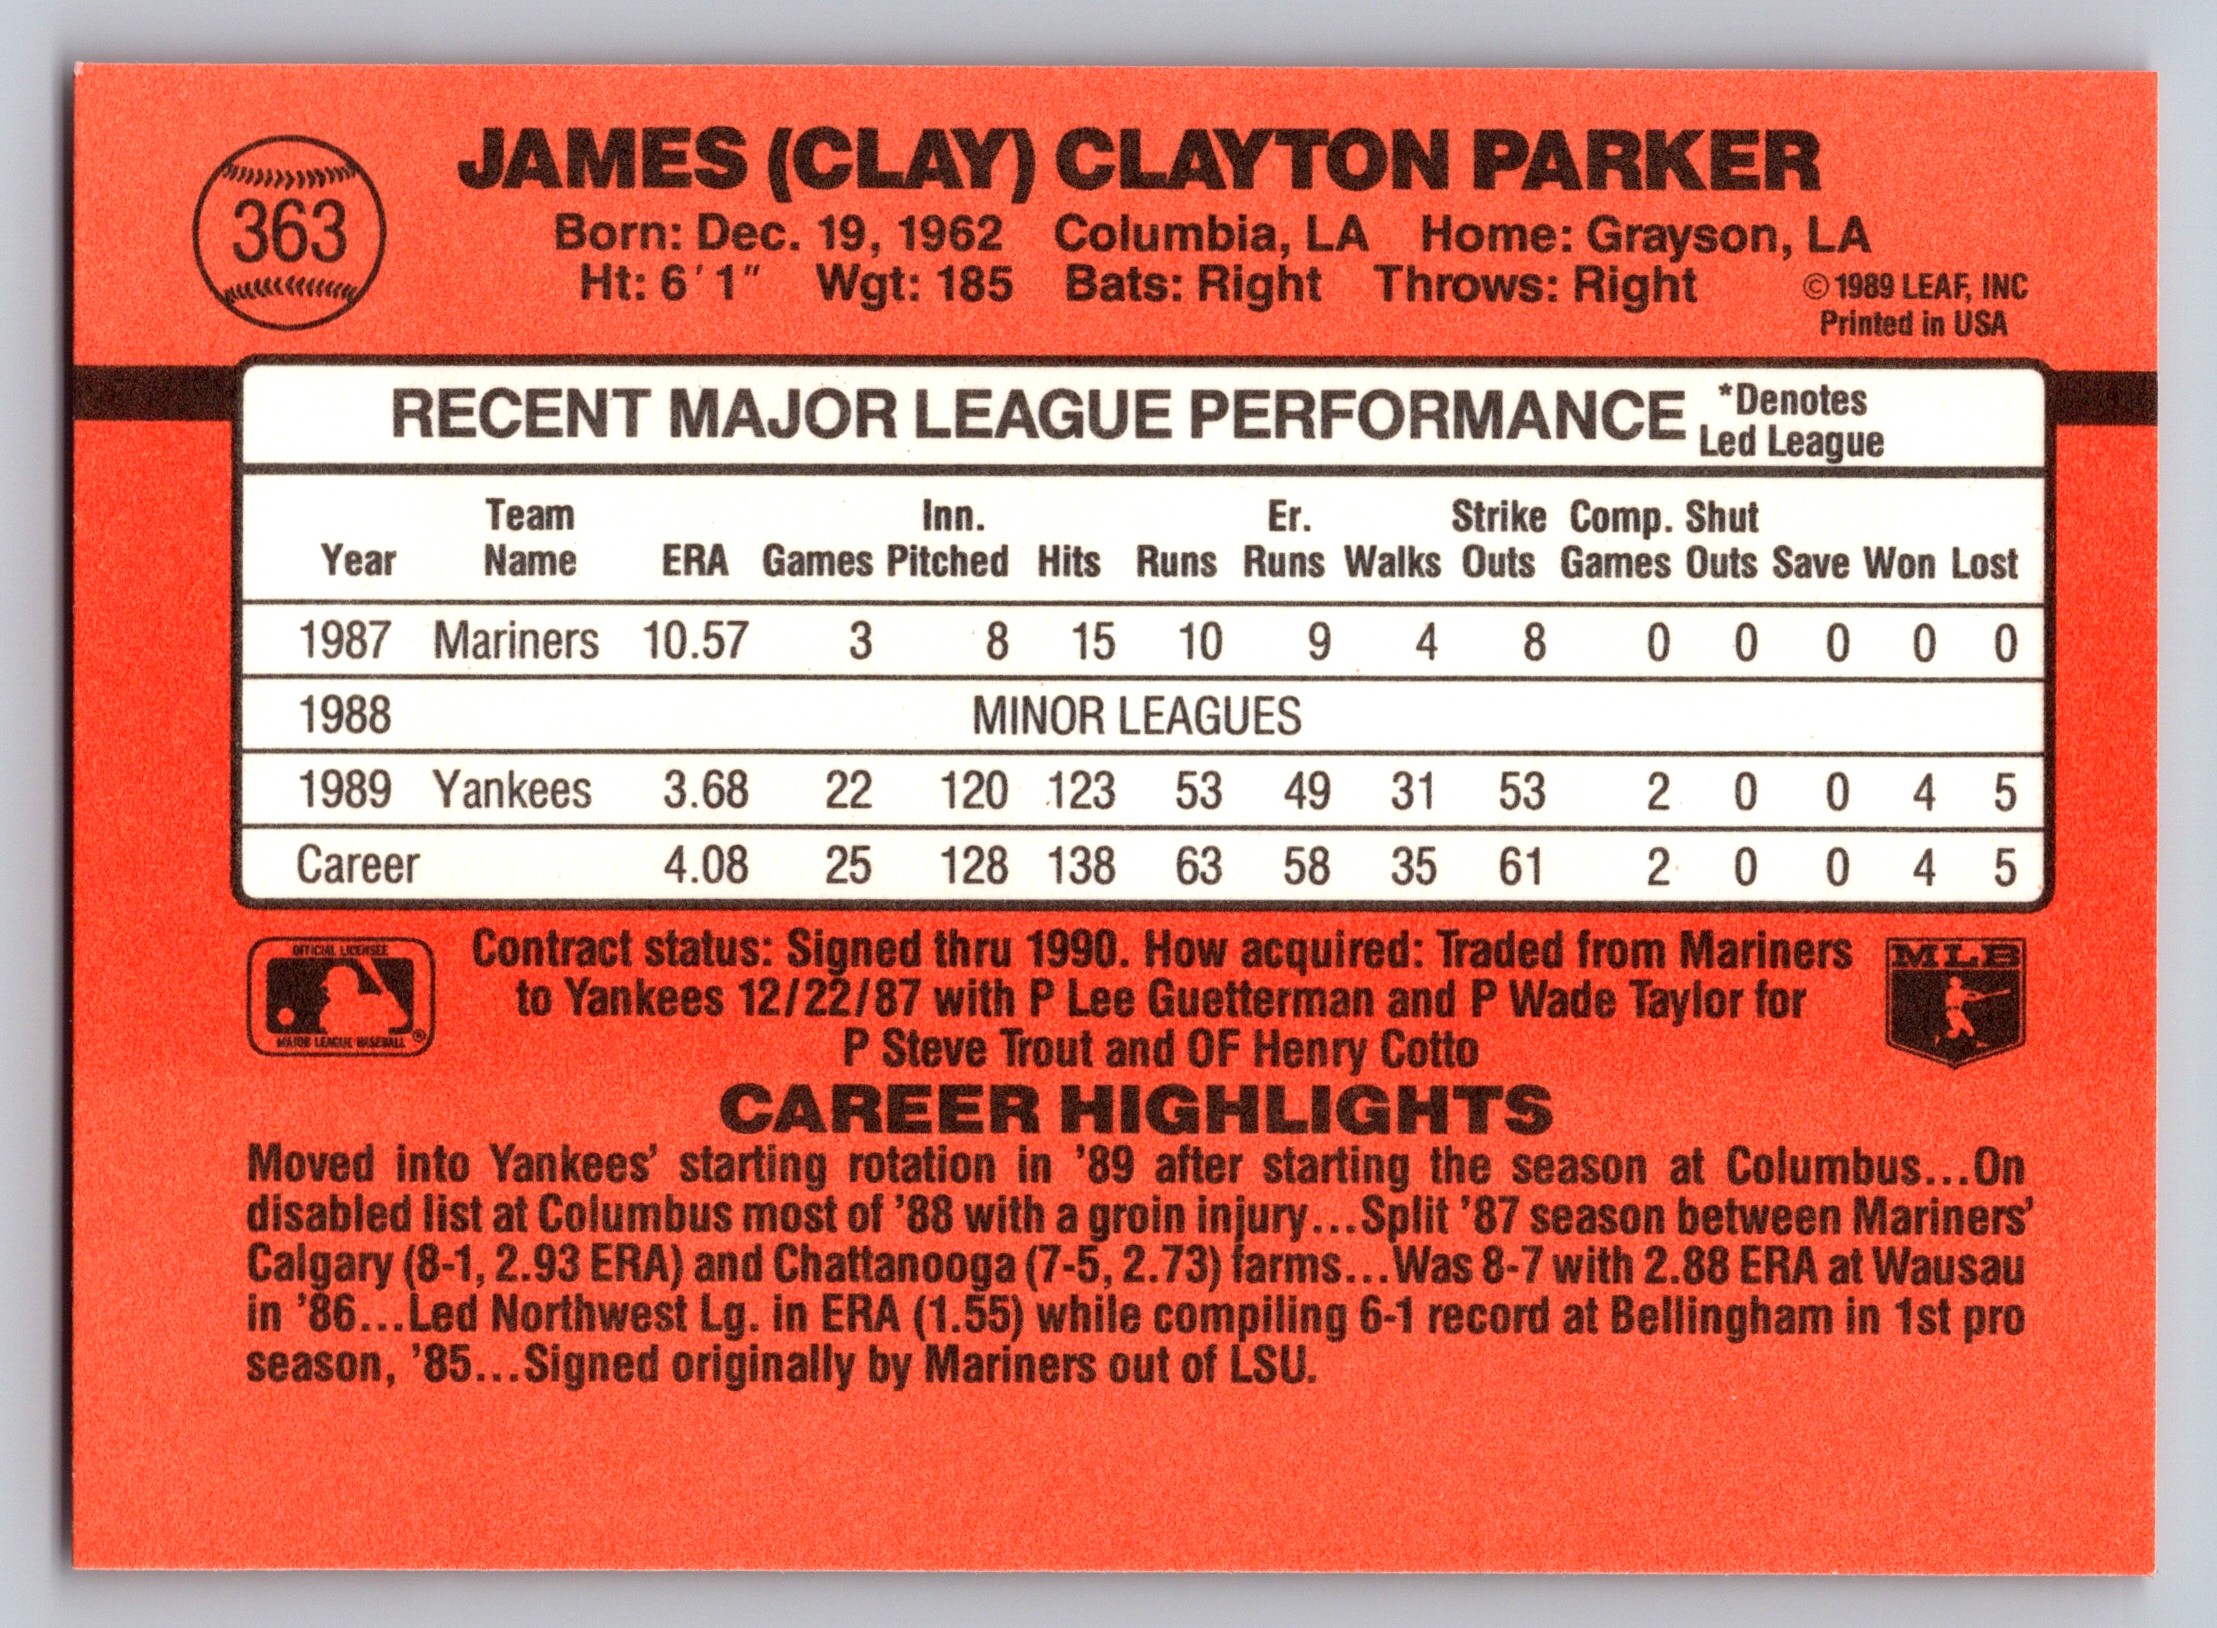 363
JAMES (CLAY) CLAYTON PARKER
Born: Dec. 19, 1962 Columbia, LA Home: Grayson, LA
Ht: 6' 1" Wgt: 185 Bats: Right Throws: Right
©1989 LEAF, INC
Printed in USA
RECENT MAJOR LEAGUE PERFORMANCE *Denotes Led League
Year Team Name ERA Games Inn. Pitched Hits Runs Er. Runs Walks Strike Outs Comp. Games Shut Outs Save Won Lost
1987 Mariners 10.57 3 8 15 10 9 4 8 0 0 0 0 0
1988 MINOR LEAGUES
1989 Yankees 3.68 22 120 123 53 49 31 53 2 0 0 4 5
Career 4.08 25 128 138 63 58 35 61 2 0 0 4 5
OFFICIAL LICENSEE
MAJOR LEAGUE BASEBALL ®
Contract status: Signed thru 1990. How acquired: Traded from Mariners
to Yankees 12/22/87 with P Lee Guetterman and P Wade Taylor for
P Steve Trout and OF Henry Cotto
MLB
CAREER HIGHLIGHTS
Moved into Yankees' starting rotation in '89 after starting the season at Columbus...On
disabled list at Columbus most of '88 with a groin injury...Split '87 season between Mariners'
Calgary (8-1, 2.93 ERA) and Chattanooga (7-5, 2.73) farms...Was 8-7 with 2.88 ERA at Wausau
in '86...Led Northwest Lg. in ERA (1.55) while compiling 6-1 record at Bellingham in 1st pro
season, '85...Signed originally by Mariners out of LSU.